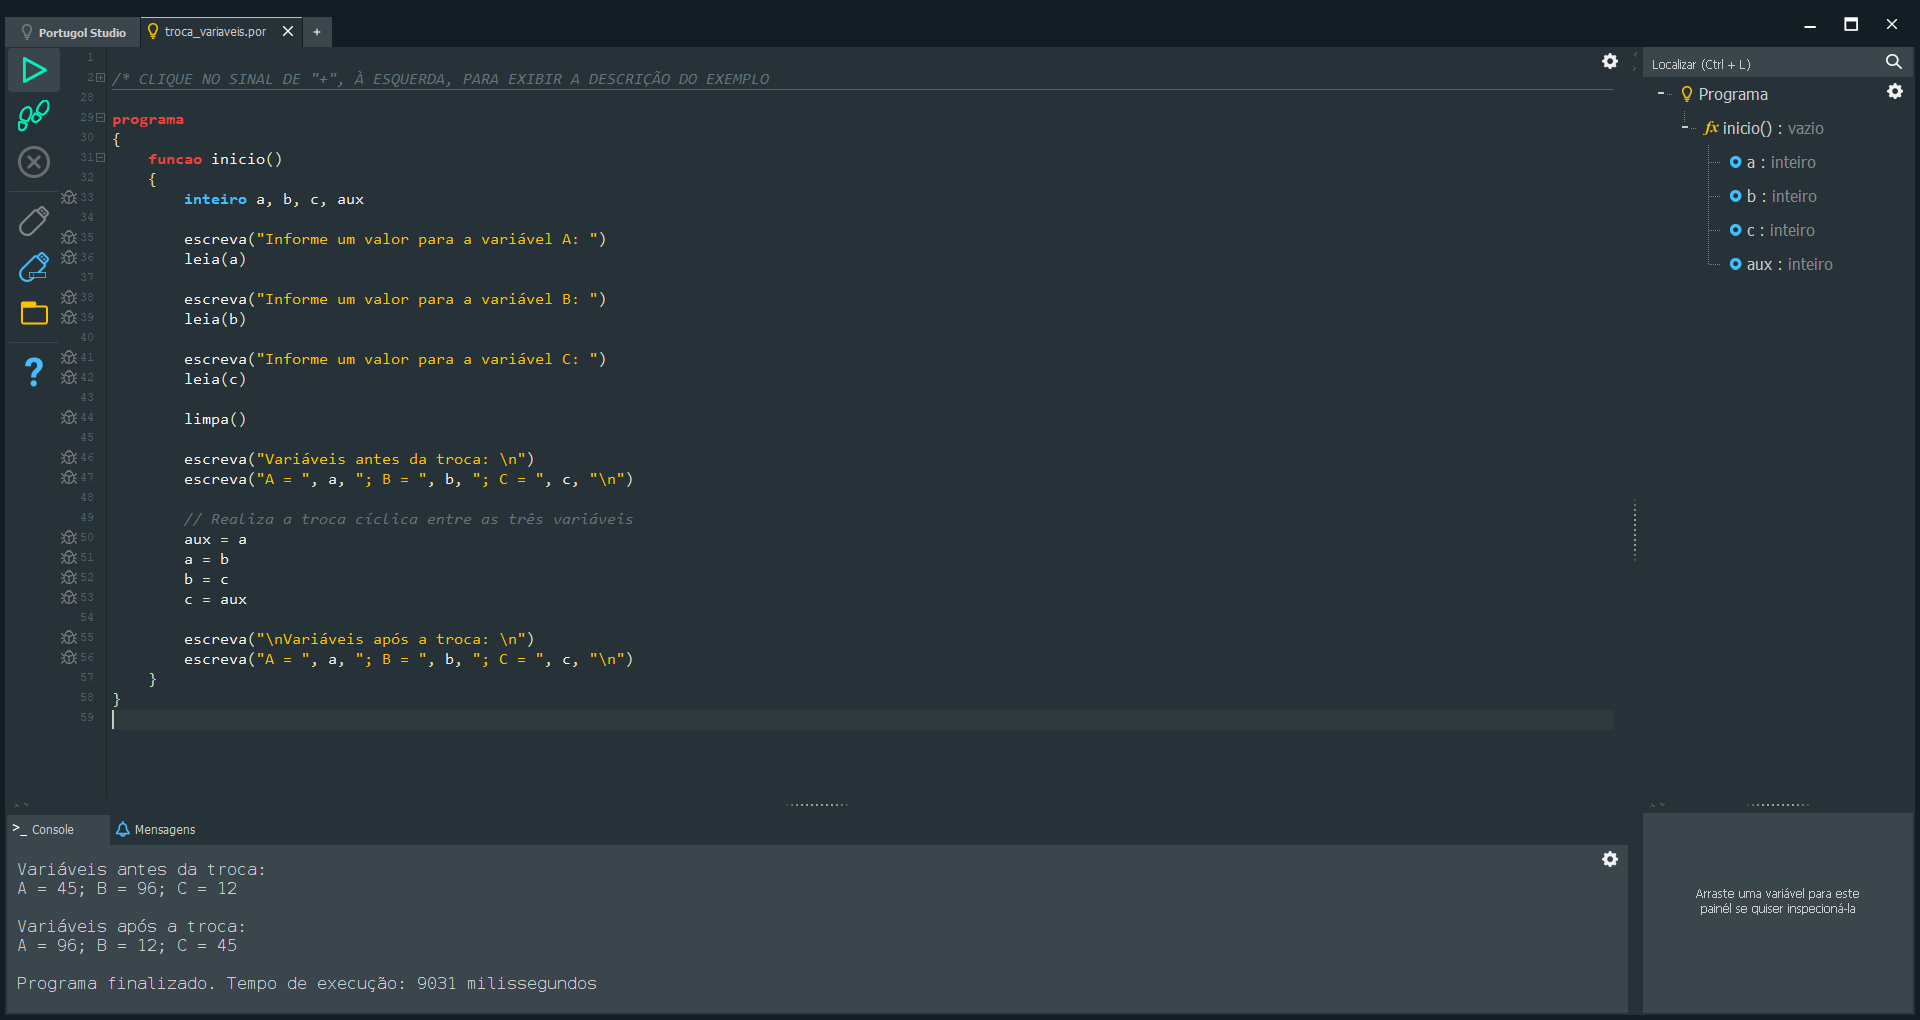 Portugol Studio
troca_variaveis.por
+
1
2 /* CLIQUE NO SINAL DE "+", À ESQUERDA, PARA EXIBIR A DESCRIÇÃO DO EXEMPLO
28
29 programa
30 {
31 funcao inicio()
32 {
33 inteiro a, b, c, aux
34
35 escreva("Informe um valor para a variável A: ")
36 leia(a)
37
38 escreva("Informe um valor para a variável B: ")
39 leia(b)
40
41 escreva("Informe um valor para a variável C: ")
42 leia(c)
43
44 limpa()
45
46 escreva("Variáveis antes da troca: \n")
47 escreva("A = ", a, "; B = ", b, "; C = ", c, "\n")
48
49 // Realiza a troca cíclica entre as três variáveis
50 aux = a
51 a = b
52 b = c
53 c = aux
54
55 escreva("\nVariáveis após a troca: \n")
56 escreva("A = ", a, "; B = ", b, "; C = ", c, "\n")
57 }
58 }
59
Localizar (Ctrl + L)
Programa
fx inicio() : vazio
a : inteiro
b : inteiro
c : inteiro
aux : inteiro
>_ Console
Mensagens
Variáveis antes da troca:
A = 45; B = 96; C = 12
Variáveis após a troca:
A = 96; B = 12; C = 45
Programa finalizado. Tempo de execução: 9031 milissegundos
Arraste uma variável para este
painél se quiser inspecioná-la